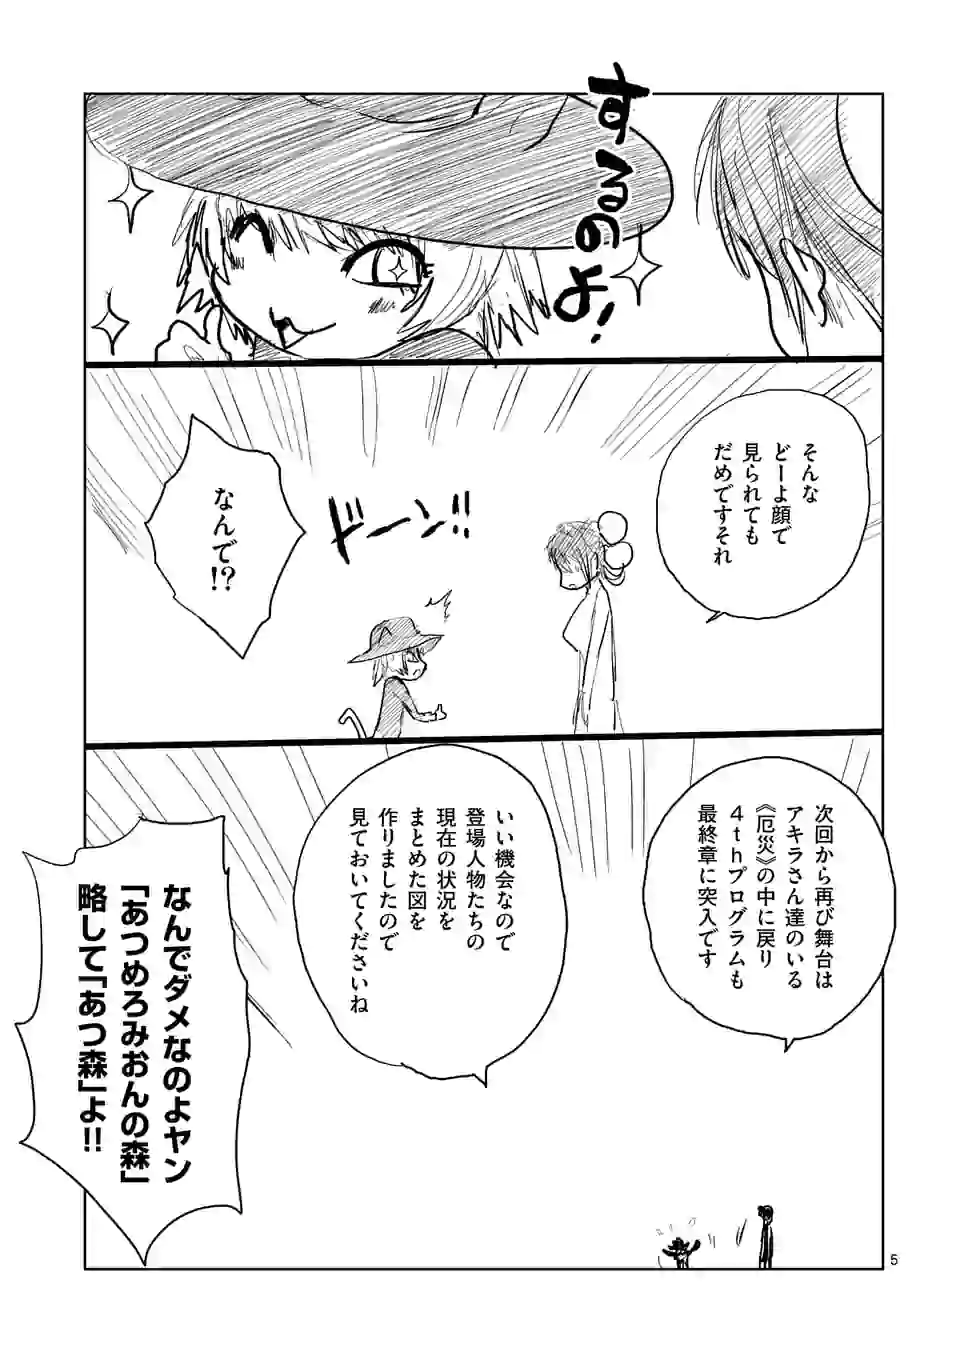 するのよ！
そんな
どーよ顔で
見られても
だめですそれ
ドーン!!
なんで!?
次回から再び舞台は
アキラさん達のいる
《厄災》の中に戻り
４ｔｈプログラムも
最終章に突入です
いい機会なので
登場人物たちの
現在の状況を
まとめた図を
作りましたので
見ておいてくださいね
なんでダメなのよヤン
「あつめろみおんの森」
略して「あつ森」よ!!
5